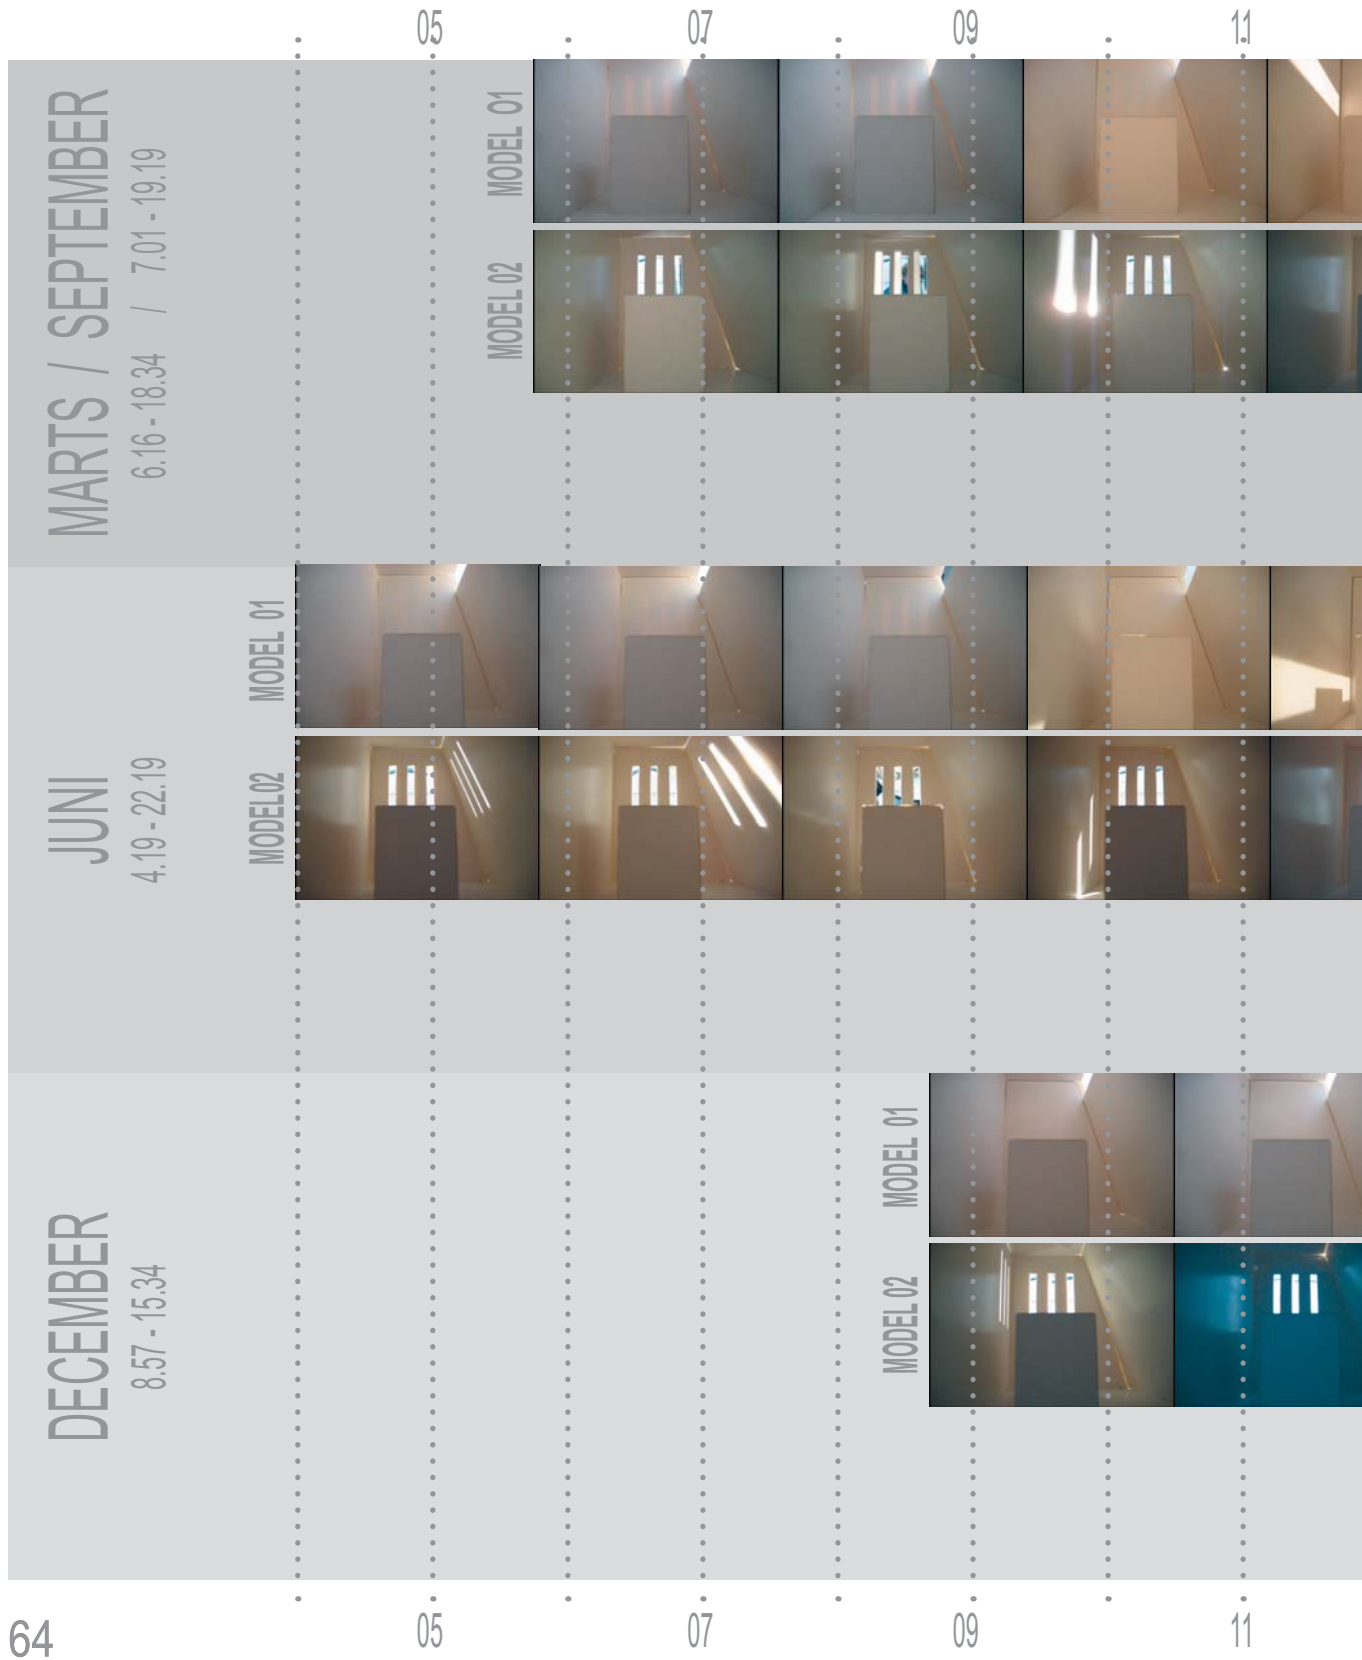 05 07 09 11
MARTS / SEPTEMBER
6.16 - 18.34 / 7.01 - 19.19
MODEL 01
MODEL 02
JUNI
4.19 - 22.19
MODEL 01
MODEL 02
DECEMBER
8.57 - 15.34
MODEL 01
MODEL 02
05 07 09 11
64